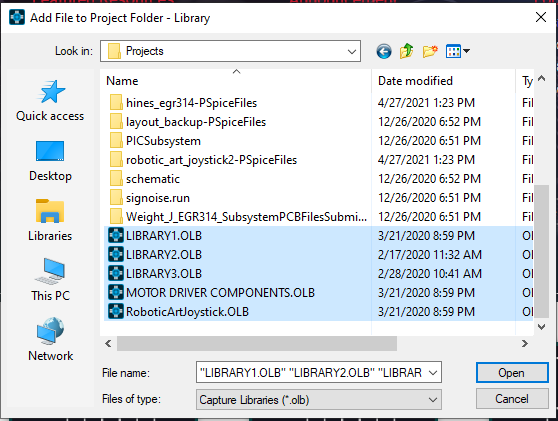 Add File to Project Folder - Library
Look in: Projects
Name Date modified Ty
hines_egr314-PSpiceFiles 4/27/2021 1:23 PM Fil
layout_backup-PSpiceFiles 12/26/2020 6:52 PM Fil
PICSubsystem 12/26/2020 6:52 PM Fil
robotic_art_joystick2-PSpiceFiles 4/27/2021 1:23 PM Fil
schematic 12/26/2020 6:52 PM Fil
signoise.run 12/26/2020 6:51 PM Fil
Weight_J_EGR314_SubsystemPCBFilesSubmi... 12/26/2020 6:51 PM Fil
LIBRARY1.OLB 3/21/2020 8:59 PM OL
LIBRARY2.OLB 2/17/2020 11:32 AM OL
LIBRARY3.OLB 2/28/2020 10:41 AM OL
MOTOR DRIVER COMPONENTS.OLB 3/21/2020 8:59 PM OL
RoboticArtJoystick.OLB 3/21/2020 8:59 PM OL
Quick access
Desktop
Libraries
This PC
Network
File name: "LIBRARY1.OLB" "LIBRARY2.OLB" "LIBRAR Open
Files of type: Capture Libraries (*.olb) Cancel